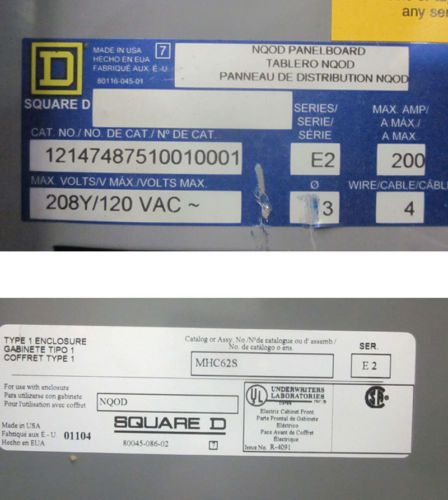 any ser
MADE IN USA
HECHO EN EUA
FABRIQUÉ AUX É-U
80116-045-01
7
NQOD PANELBOARD
TABLERO NQOD
PANNEAU DE DISTRIBUTION NQOD
SQUARE D
SERIES/
SERIE/
SÉRIE
MAX. AMP/
A MÁX./
A MAX.
CAT. NO./ NO. DE CAT./ Nº DE CAT.
12147487510010001
E2
200
MAX. VOLTS/V MÁX./VOLTS MAX.
Ø
WIRE/CABLE/CÂBL
208Y/120 VAC ~
3
4
TYPE 1 ENCLOSURE
GABINETE TIPO 1
COFFRET TYPE 1
Catalog or Assy. No./Nºde catalogue ou d' assemb./
No. de catálogo o ens.
SER.
MHC62S
E 2
For use with enclosure
Para utilizarse con gabinete
Pour l'utilisation avec coffret
NQOD
UL
UNDERWRITERS
LABORATORIES
Electric Cabinet Front
Parte Frontal de Gabinete
Eléctrico
Face Avant de Coffret
Électrique
Issue No. R-4091
Made in USA
Fabriqué aux É - U
Hecho en EUA
01104
SQUARE D
80045-086-02
7